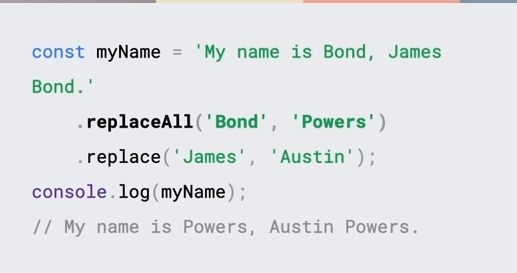 const myName = 'My name is Bond, James
Bond.'
    .replaceAll('Bond', 'Powers')
    .replace('James', 'Austin');
console.log(myName);
// My name is Powers, Austin Powers.